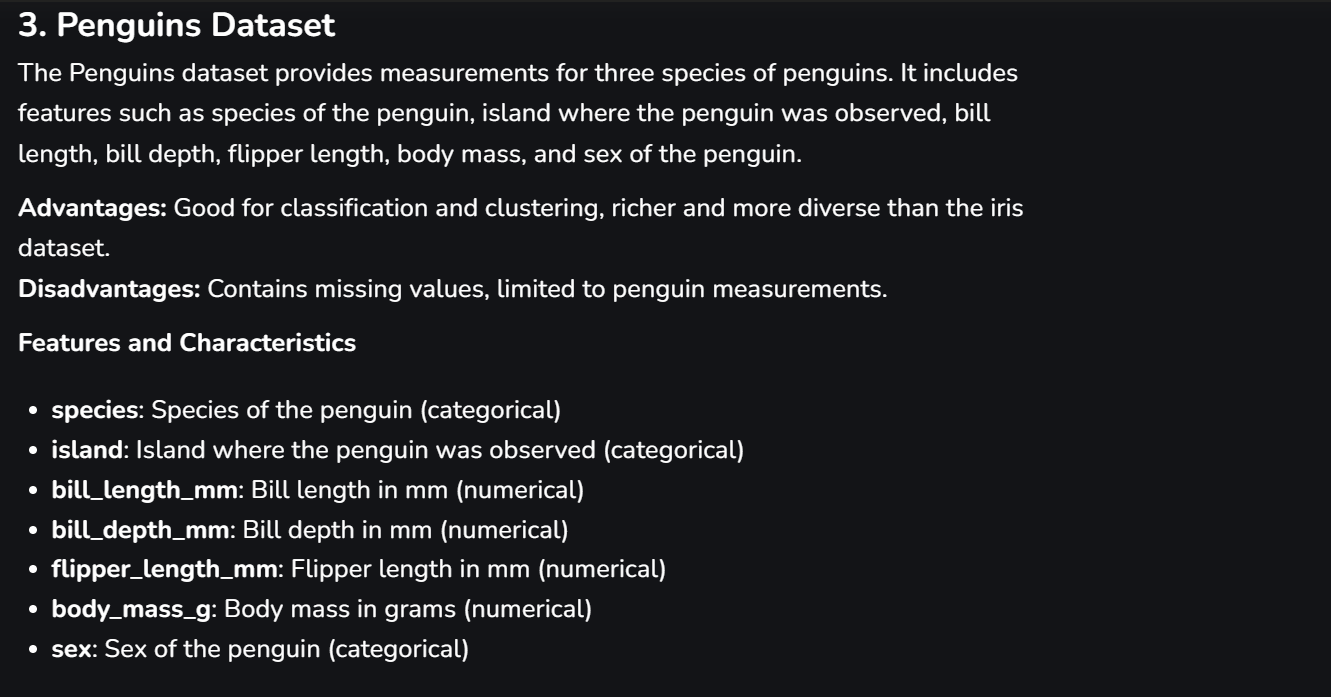 3. Penguins Dataset
The Penguins dataset provides measurements for three species of penguins. It includes
features such as species of the penguin, island where the penguin was observed, bill
length, bill depth, flipper length, body mass, and sex of the penguin.
Advantages: Good for classification and clustering, richer and more diverse than the iris
dataset.
Disadvantages: Contains missing values, limited to penguin measurements.
Features and Characteristics
• species: Species of the penguin (categorical)
• island: Island where the penguin was observed (categorical)
• bill_length_mm: Bill length in mm (numerical)
• bill_depth_mm: Bill depth in mm (numerical)
• flipper_length_mm: Flipper length in mm (numerical)
• body_mass_g: Body mass in grams (numerical)
• sex: Sex of the penguin (categorical)